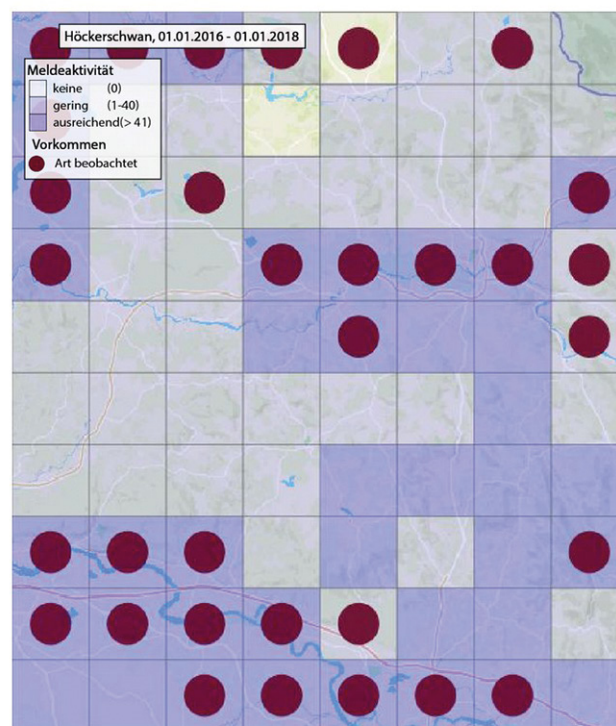 Höckerschwan, 01.01.2016 - 01.01.2018
Meldeaktivität
keine (0)
gering (1-40)
ausreichend(> 41)
Vorkommen
Art beobachtet